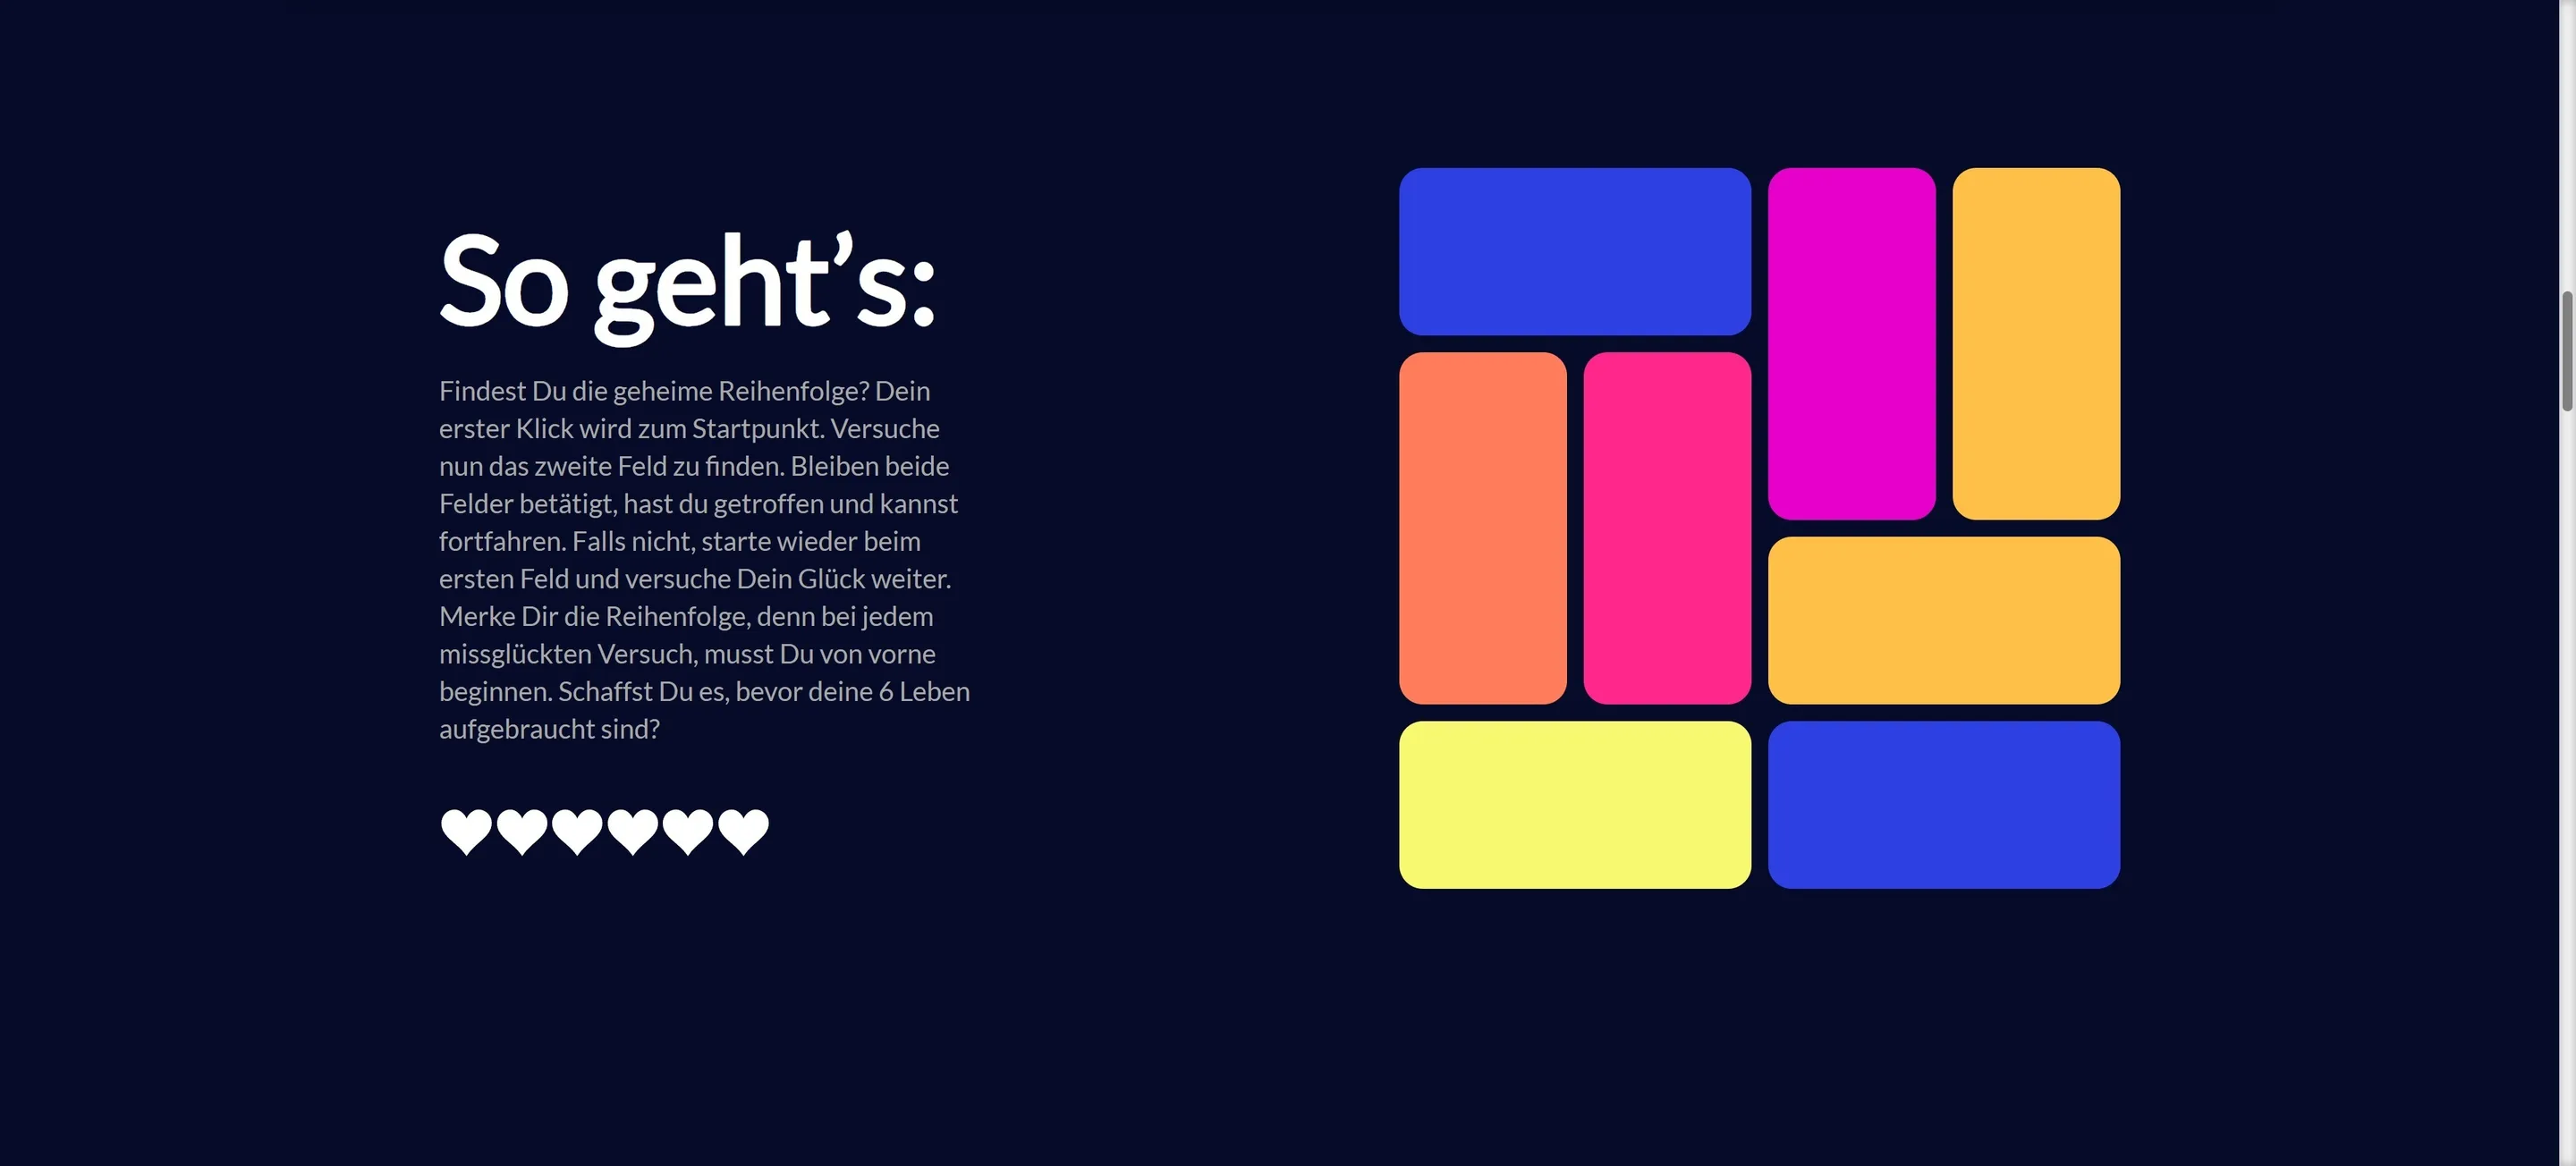 So geht’s:
Findest Du die geheime Reihenfolge? Dein
erster Klick wird zum Startpunkt. Versuche
nun das zweite Feld zu finden. Bleiben beide
Felder betätigt, hast du getroffen und kannst
fortfahren. Falls nicht, starte wieder beim
ersten Feld und versuche Dein Glück weiter.
Merke Dir die Reihenfolge, denn bei jedem
missglückten Versuch, musst Du von vorne
beginnen. Schaffst Du es, bevor deine 6 Leben
aufgebraucht sind?